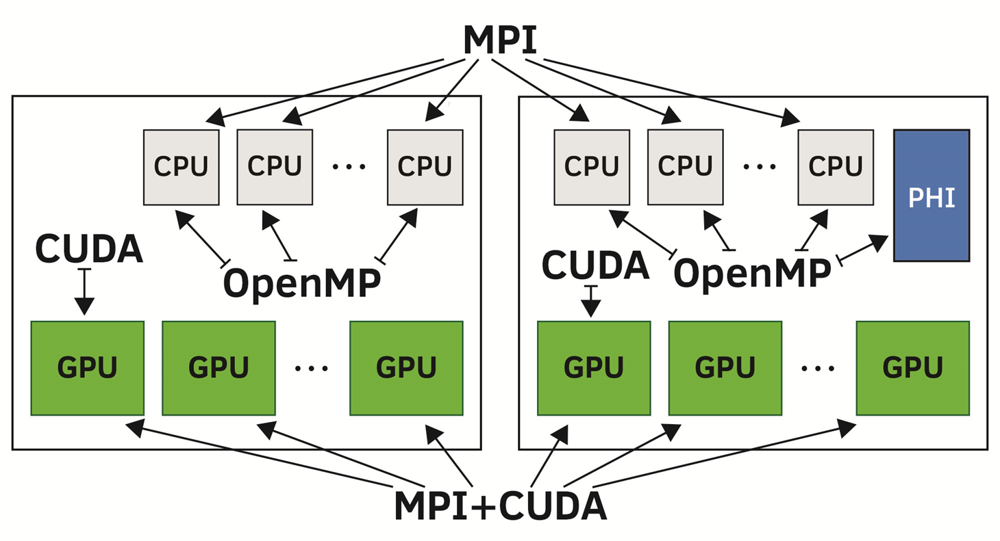 MPI
CPU CPU ... CPU
CPU CPU ... CPU
PHI
CUDA
OpenMP
CUDA
OpenMP
GPU GPU ... GPU
GPU GPU ... GPU
MPI+CUDA